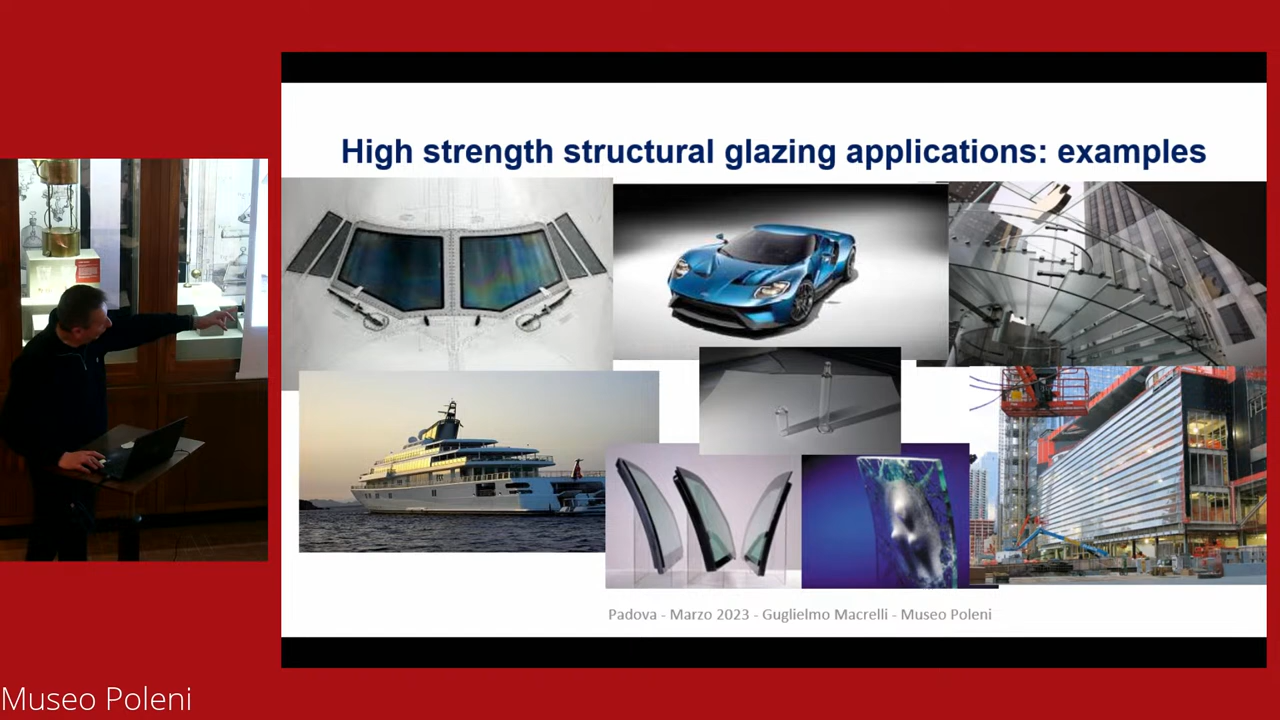 High strength structural glazing applications: examples
Padova - Marzo 2023 - Guglielmo Macrelli - Museo Poleni
Museo Poleni